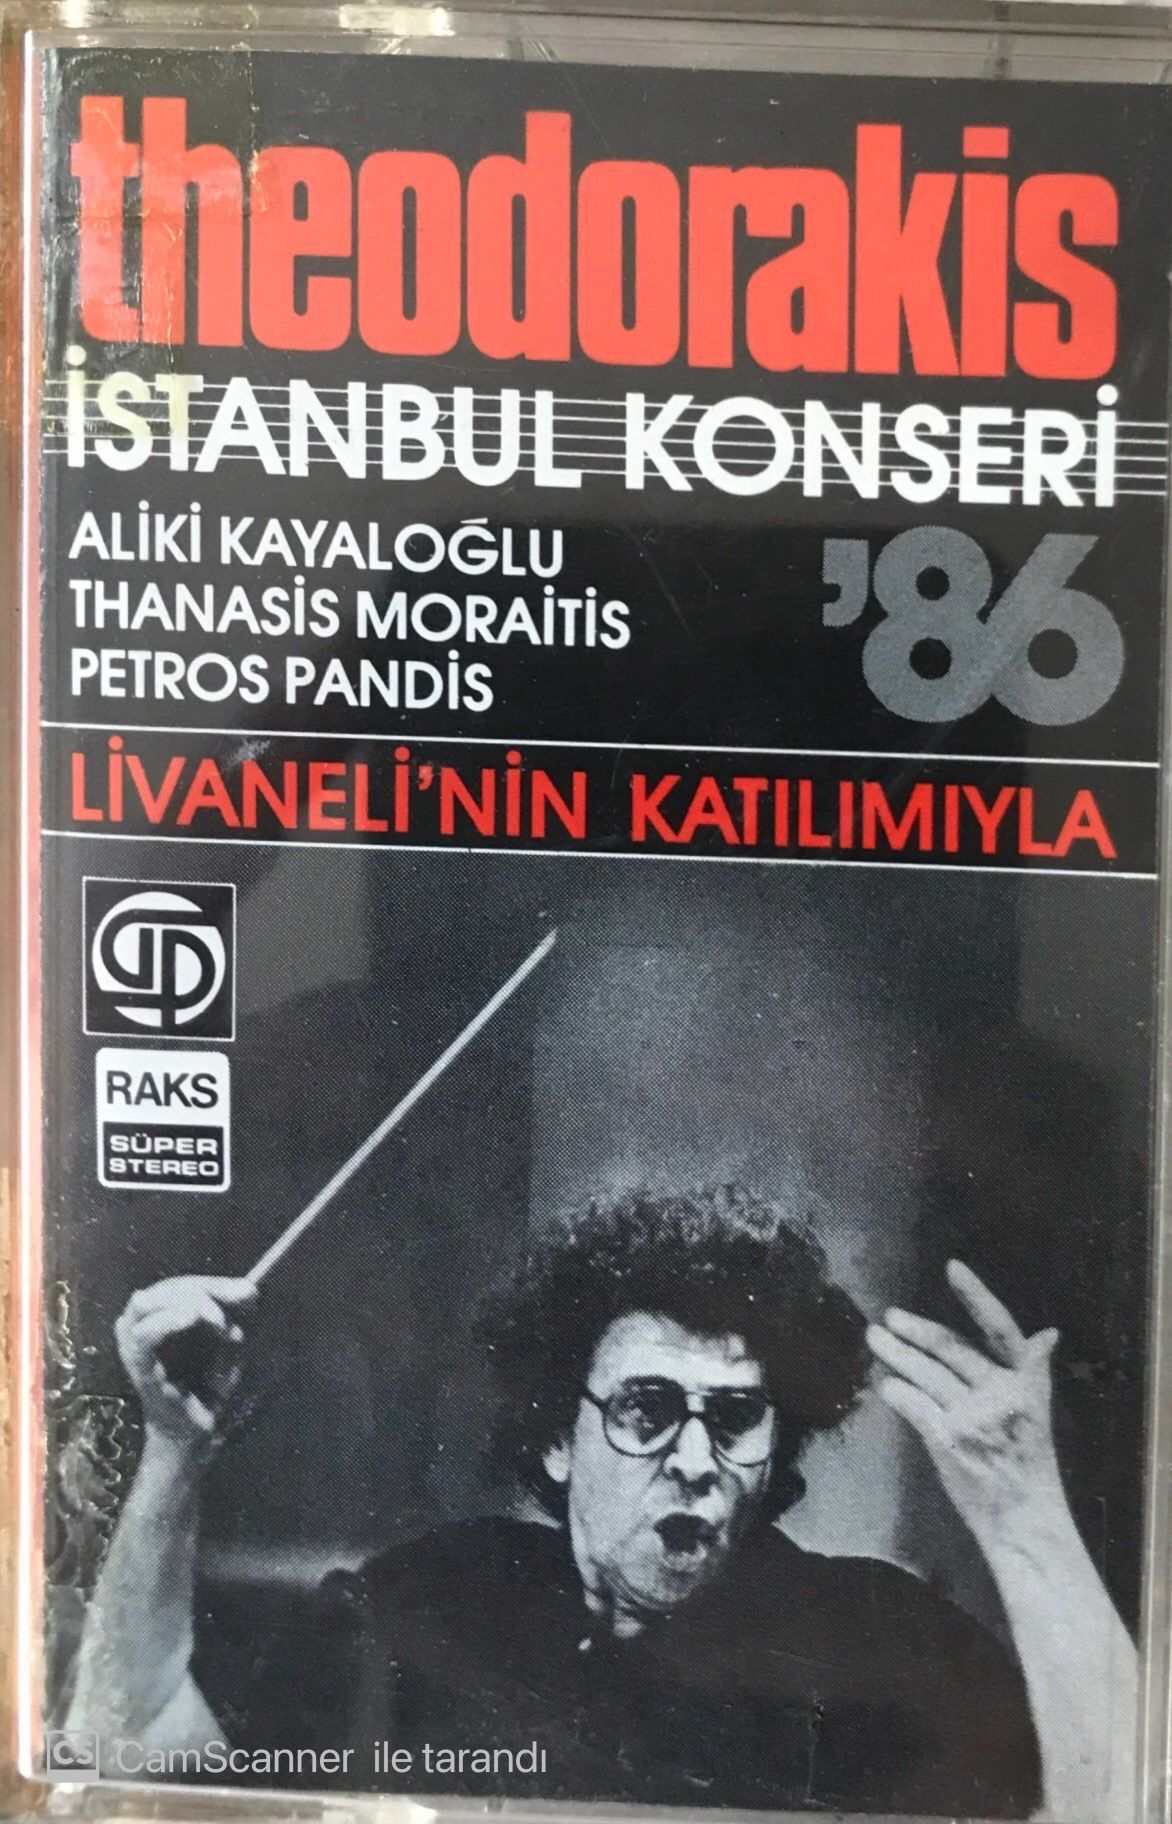 theodorakis
İSTANBUL KONSERİ
ALİKİ KAYALOĞLU
THANASİS MORAİTİS
PETROS PANDİS
'86
LİVANELİ'NİN KATILIMIYLA
RAKS
SÜPER
STEREO
CS CamScanner ile tarandı